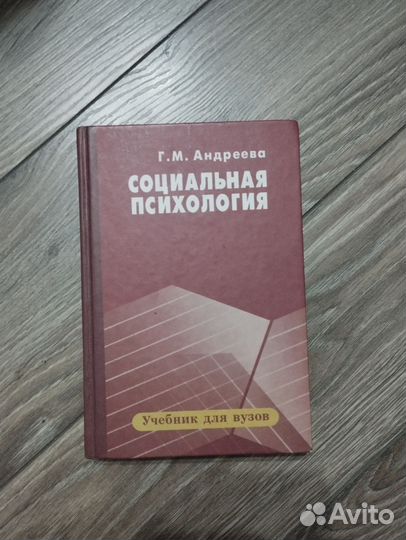 Г.М. Андреева
СОЦИАЛЬНАЯ
ПСИХОЛОГИЯ
Учебник для вузов
Avito